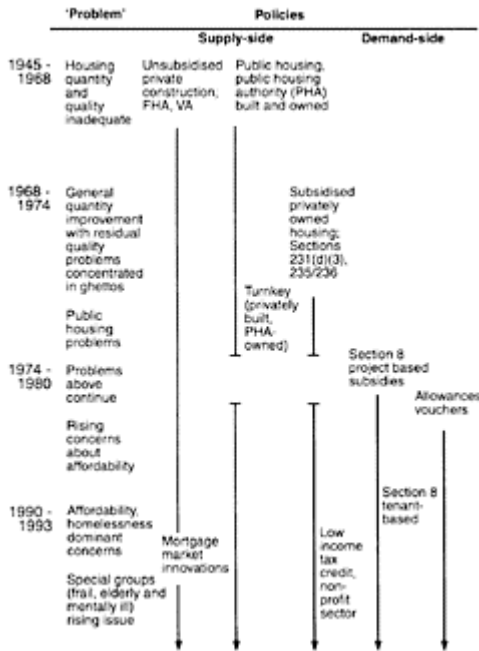 'Problem'
Policies
Supply-side
Demand-side
1945 -
1968
Housing
quantity
and
quality
inadequate
Unsubsidised
private
construction;
FHA, VA
Public housing,
public housing
authority (PHA)
built and owned
1968 -
1974
General
quantity
improvement
with residual
quality
problems
concentrated
in ghettos
Subsidised
privately
owned
housing;
Sections
231(d)(3),
235/236
Public
housing
problems
Turnkey
(privately
built,
PHA-
owned)
1974 -
1980
Problems
above
continue
Section 8
project based
subsidies
Allowances
vouchers
Rising
concerns
about
affordability
Section 8
tenant-
based
1990 -
1993
Affordability,
homelessness
dominant
concerns
Mortgage
market
innovations
Low
income
tax
credit,
non-
profit
sector
Special groups
(frail, elderly and
mentally ill)
rising issue